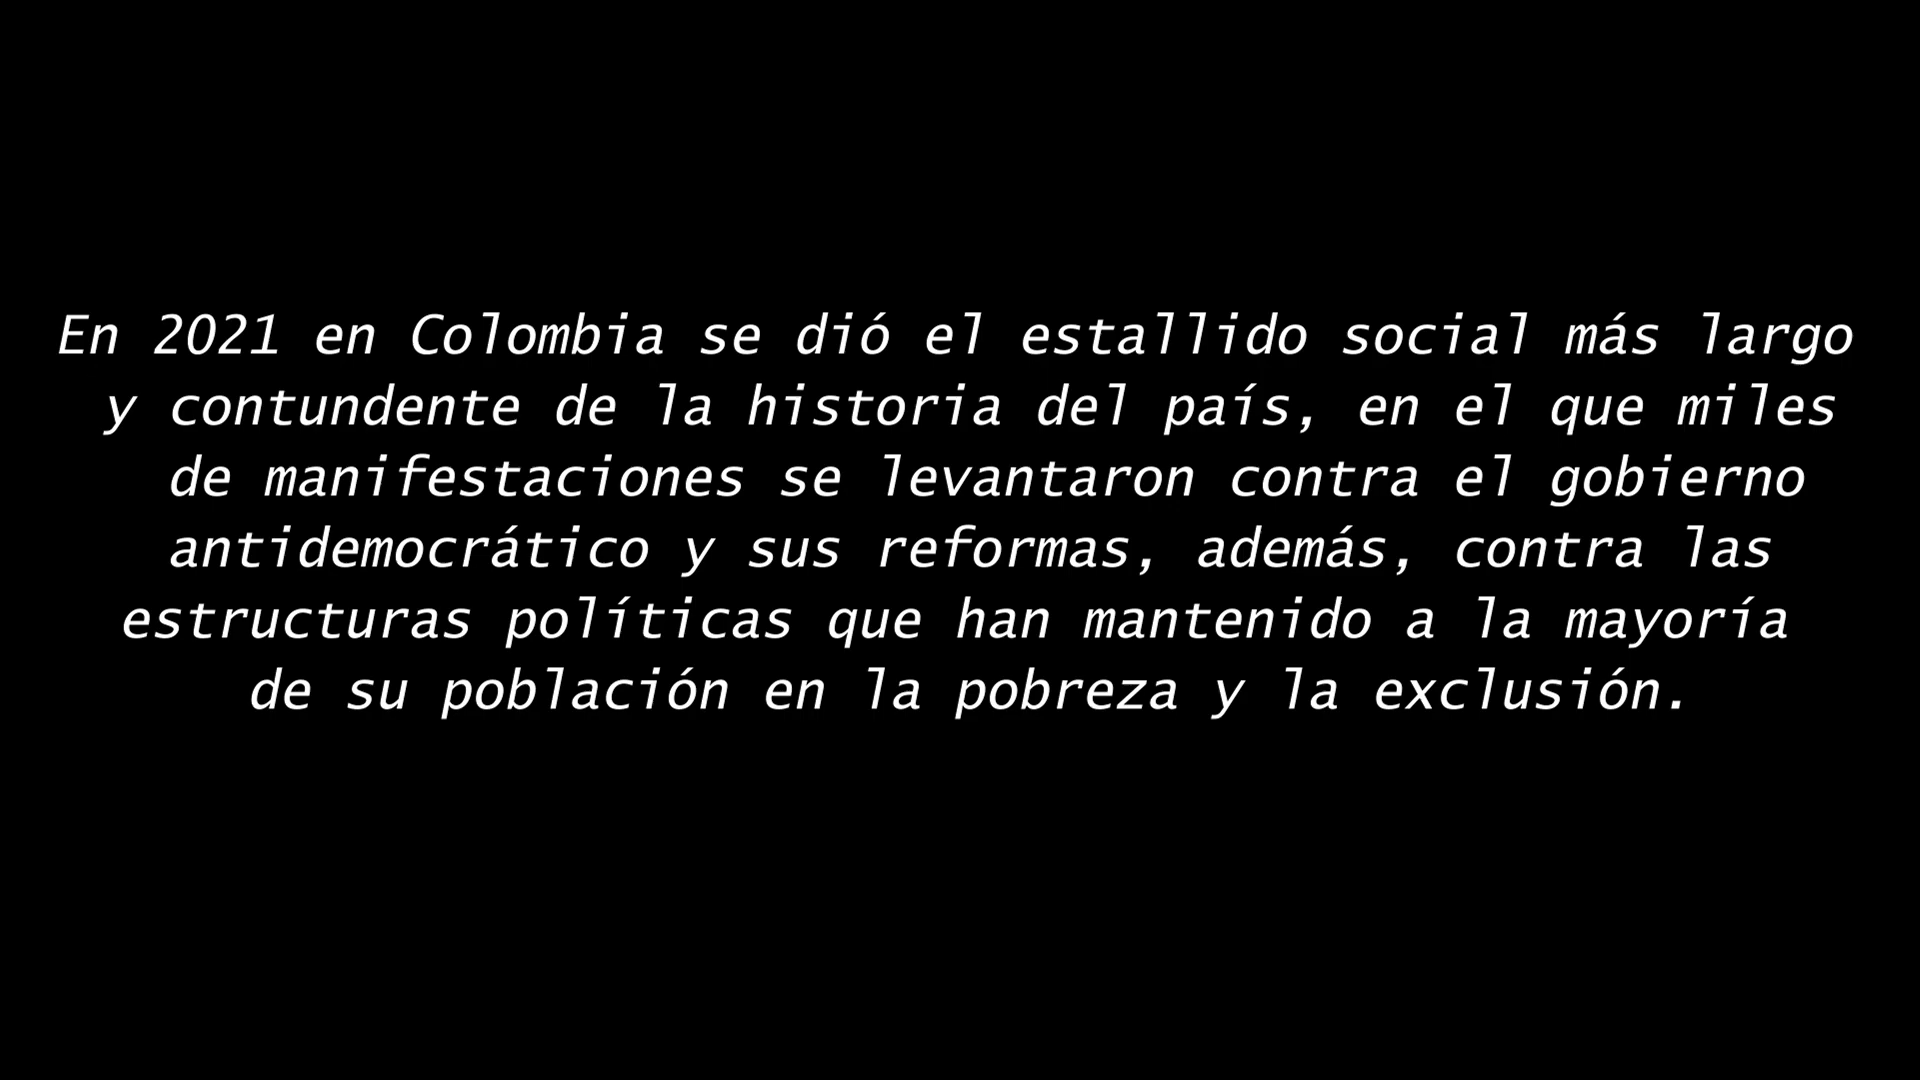 En 2021 en Colombia se dió el estallido social más largo
y contundente de la historia del país, en el que miles
de manifestaciones se levantaron contra el gobierno
antidemocrático y sus reformas, además, contra las
estructuras políticas que han mantenido a la mayoría
de su población en la pobreza y la exclusión.